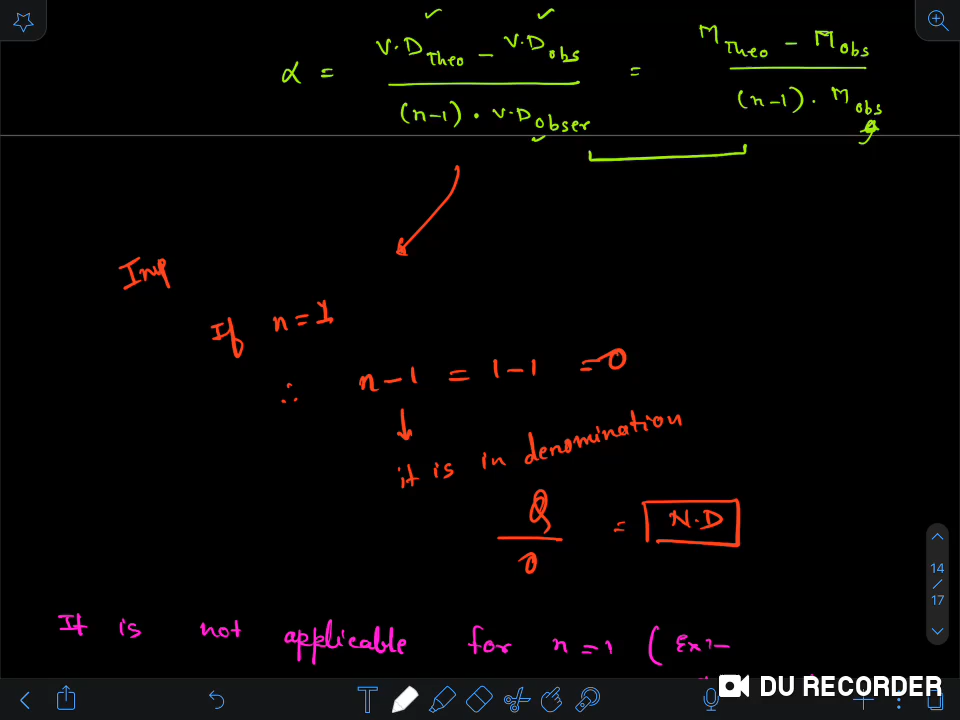 α = V.D Theo - V.D obs / (n-1) . V.D obser = M Theo - M obs / (n-1) . M obs
Imp
If n = 1
∴ n - 1 = 1 - 1 = 0
↓
it is in denomination
Q / 0 = N.D
It is not applicable for n = 1 ( Ex:-
14
/
17
DU RECORDER